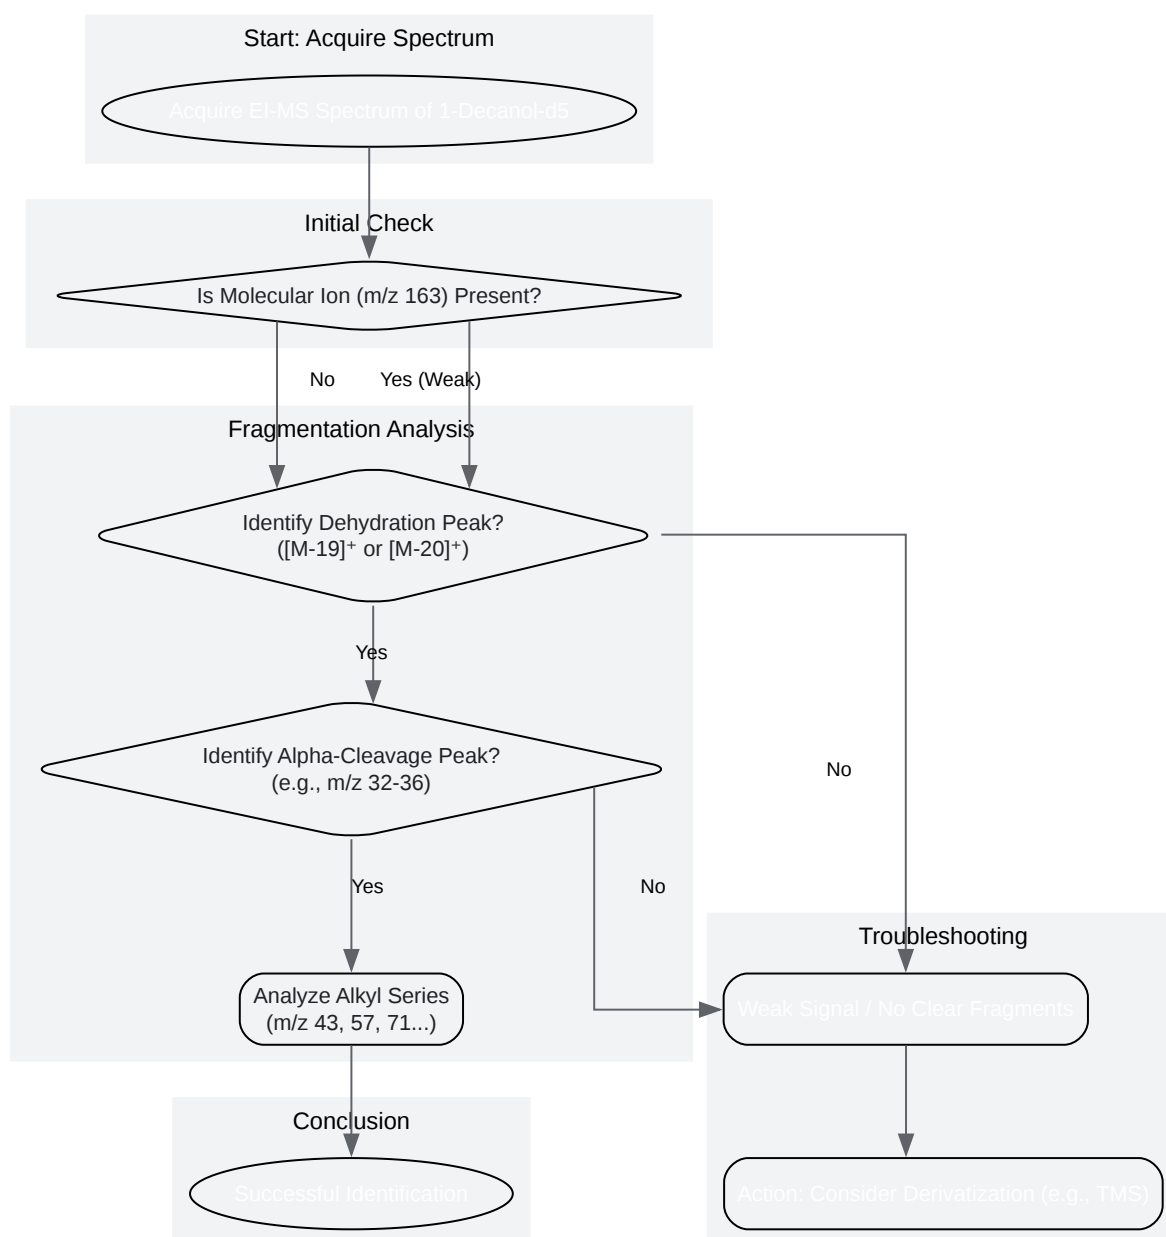 Start: Acquire Spectrum
Acquire EI-MS Spectrum of 1-Decanol-d5
Initial Check
Is Molecular Ion (m/z 163) Present?
No
Yes (Weak)
Fragmentation Analysis
Identify Dehydration Peak?
([M-19]⁺ or [M-20]⁺)
Yes
Identify Alpha-Cleavage Peak?
(e.g., m/z 32-36)
No
Yes
No
Analyze Alkyl Series
(m/z 43, 57, 71...)
Troubleshooting
Weak Signal / No Clear Fragments
Conclusion
Successful Identification
Action: Consider Derivatization (e.g., TMS)